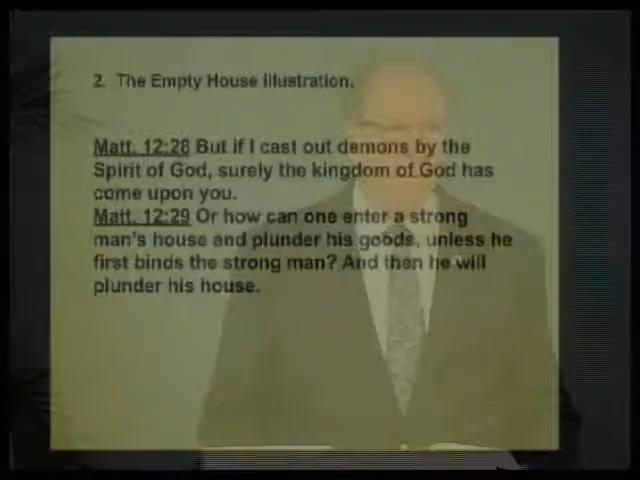 2. The Empty House illustration.
Matt. 12:28 But if I cast out demons by the
Spirit of God, surely the kingdom of God has
come upon you.
Matt. 12:29 Or how can one enter a strong
man's house and plunder his goods, unless he
first binds the strong man? And then he will
plunder his house.